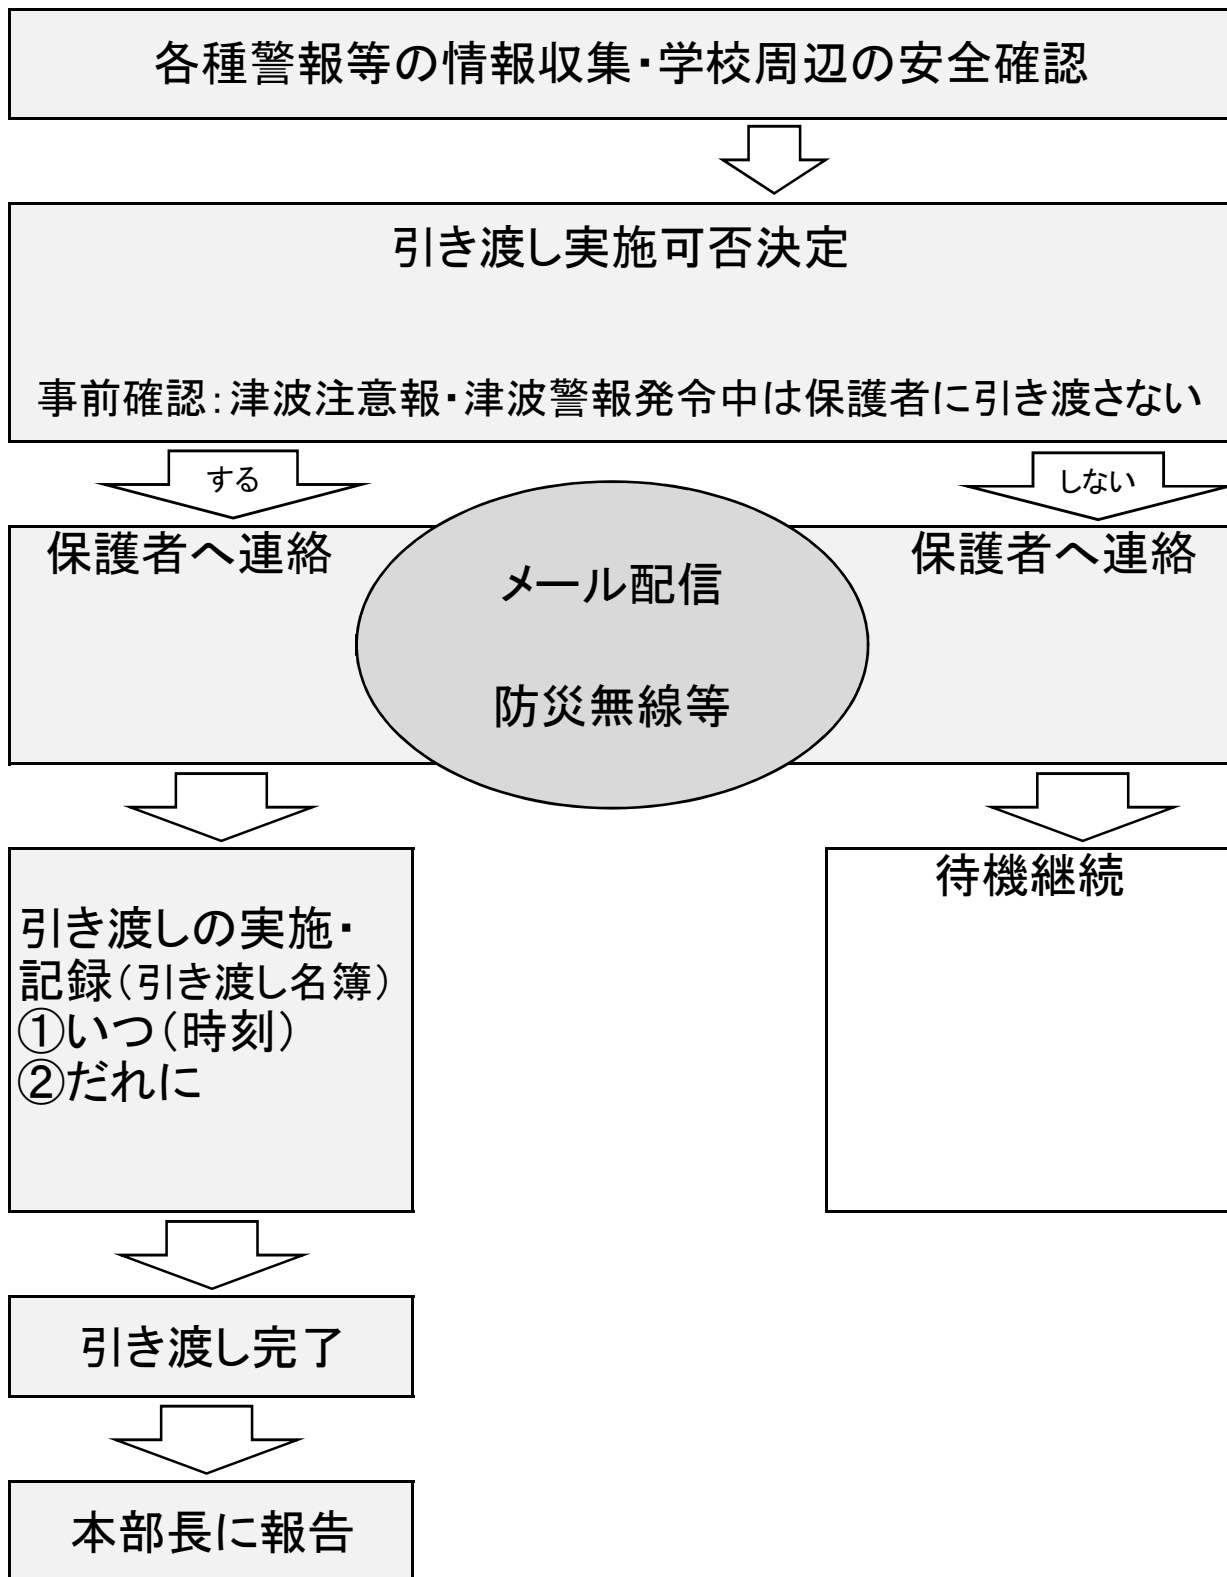 各種警報等の情報収集・学校周辺の安全確認
引き渡し実施可否決定
事前確認：津波注意報・津波警報発令中は保護者に引き渡さない
する
しない
保護者へ連絡
メール配信
防災無線等
保護者へ連絡
引き渡しの実施・
記録（引き渡し名簿）
①いつ（時刻）
②だれに
待機継続
引き渡し完了
本部長に報告